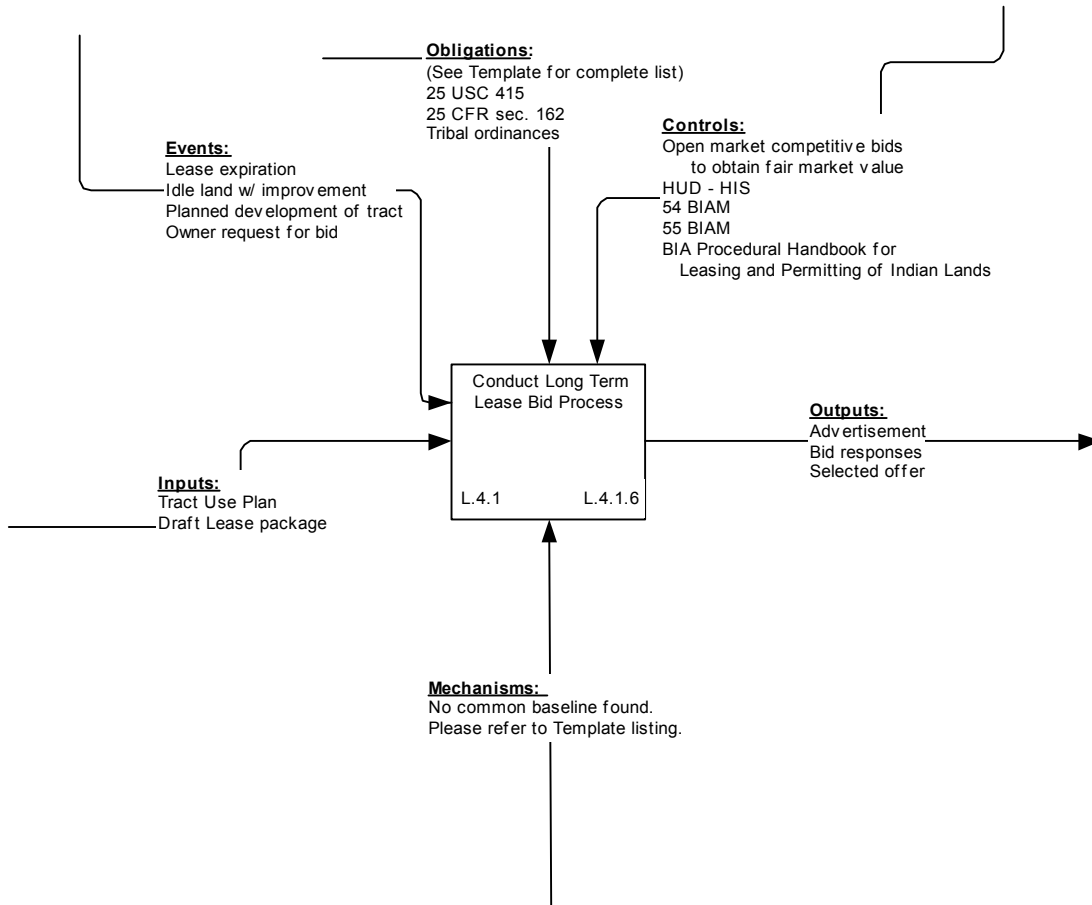 Obligations:
(See Template for complete list)
25 USC 415
25 CFR sec. 162
Tribal ordinances
Controls:
Open market competitive bids
to obtain fair market value
HUD - HIS
54 BIAM
55 BIAM
BIA Procedural Handbook for
Leasing and Permitting of Indian Lands
Events:
Lease expiration
Idle land w/ improvement
Planned development of tract
Owner request for bid
Conduct Long Term
Lease Bid Process
L.4.1 L.4.1.6
Outputs:
Advertisement
Bid responses
Selected offer
Inputs:
Tract Use Plan
Draft Lease package
Mechanisms:
No common baseline found.
Please refer to Template listing.